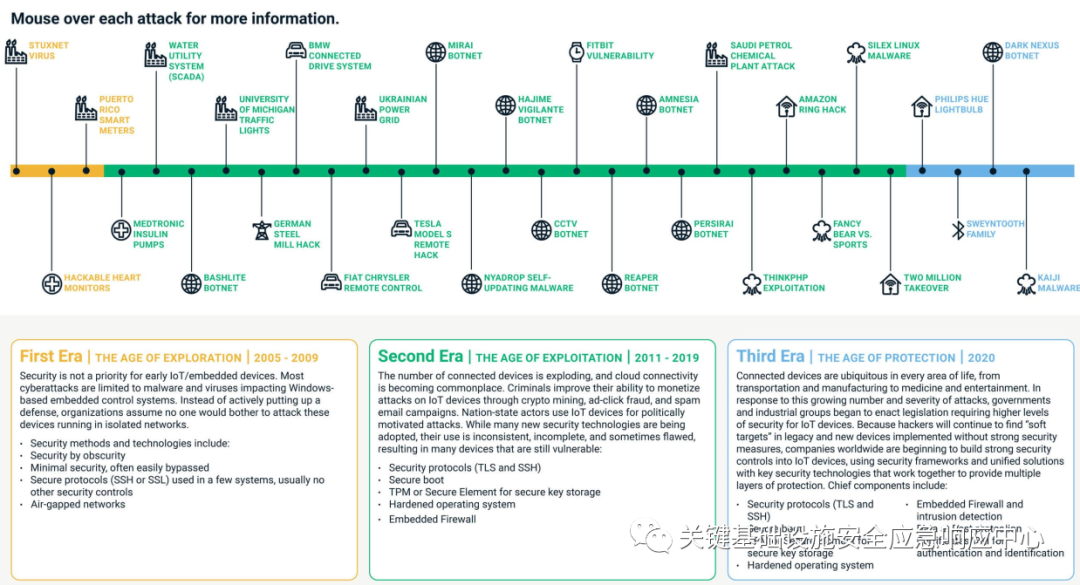 Mouse over each attack for more information.
STUXNET
VIRUS
WATER
UTILITY
SYSTEM
(SCADA)
BMW
CONNECTED
DRIVE SYSTEM
MIRAI
BOTNET
FITBIT
VULNERABILITY
SAUDI PETROL
CHEMICAL
PLANT ATTACK
SILEX LINUX
MALWARE
DARK NEXUS
BOTNET
PUERTO
RICO
SMART
METERS
UNIVERSITY
OF MICHIGAN
TRAFFIC
LIGHTS
UKRAINIAN
POWER
GRID
HAJIME
VIGILANTE
BOTNET
AMNESIA
BOTNET
AMAZON
RING HACK
PHILIPS HUE
LIGHTBULB
MEDTRONIC
INSULIN
PUMPS
GERMAN
STEEL
MILL HACK
TESLA
MODEL S
REMOTE
HACK
CCTV
BOTNET
PERSIRAI
BOTNET
FANCY
BEAR VS.
SPORTS
SWEYNTOOTH
FAMILY
HACKABLE HEART
MONITORS
BASHLITE
BOTNET
FIAT CHRYSLER
REMOTE CONTROL
NYADROP SELF-
UPDATING MALWARE
REAPER
BOTNET
THINKPHP
EXPLOITATION
TWO MILLION
TAKEOVER
KAIJI
MALWARE
First Era | THE AGE OF EXPLORATION | 2005 - 2009
Security is not a priority for early IoT/embedded devices. Most
cyberattacks are limited to malware and viruses impacting Windows-
based embedded control systems. Instead of actively putting up a
defense, organizations assume no one would bother to attack these
devices running in isolated networks.
• Security methods and technologies include:
• Security by obscurity
• Minimal security, often easily bypassed
• Secure protocols (SSH or SSL) used in a few systems, usually no
other security controls
• Air-gapped networks
Second Era | THE AGE OF EXPLOITATION | 2011 - 2019
The number of connected devices is exploding, and cloud connectivity
is becoming commonplace. Criminals improve their ability to monetize
attacks on IoT devices through crypto mining, ad-click fraud, and spam
email campaigns. Nation-state actors use IoT devices for politically
motivated attacks. While many new security technologies are being
adopted, their use is inconsistent, incomplete, and sometimes flawed,
resulting in many devices that are still vulnerable:
• Security protocols (TLS and SSH)
• Secure boot
• TPM or Secure Element for secure key storage
• Hardened operating system
• Embedded Firewall
Third Era | THE AGE OF PROTECTION | 2020
Connected devices are ubiquitous in every area of life, from
transportation and manufacturing to medicine and entertainment. In
response to this growing number and severity of attacks, governments
and industrial groups began to enact legislation requiring higher levels
of security for IoT devices. Because hackers will continue to find “soft
targets” in legacy and new devices implemented without strong security
measures, companies worldwide are beginning to build strong security
controls into IoT devices, using security frameworks and unified solutions
with key security technologies that work together to provide multiple
layers of protection. Chief components include:
• Security protocols (TLS and
SSH)
• Secure boot
secure key storage
• Hardened operating system
• Embedded Firewall and
intrusion detection
authentication and identification
关键基础设施安全应急响应中心